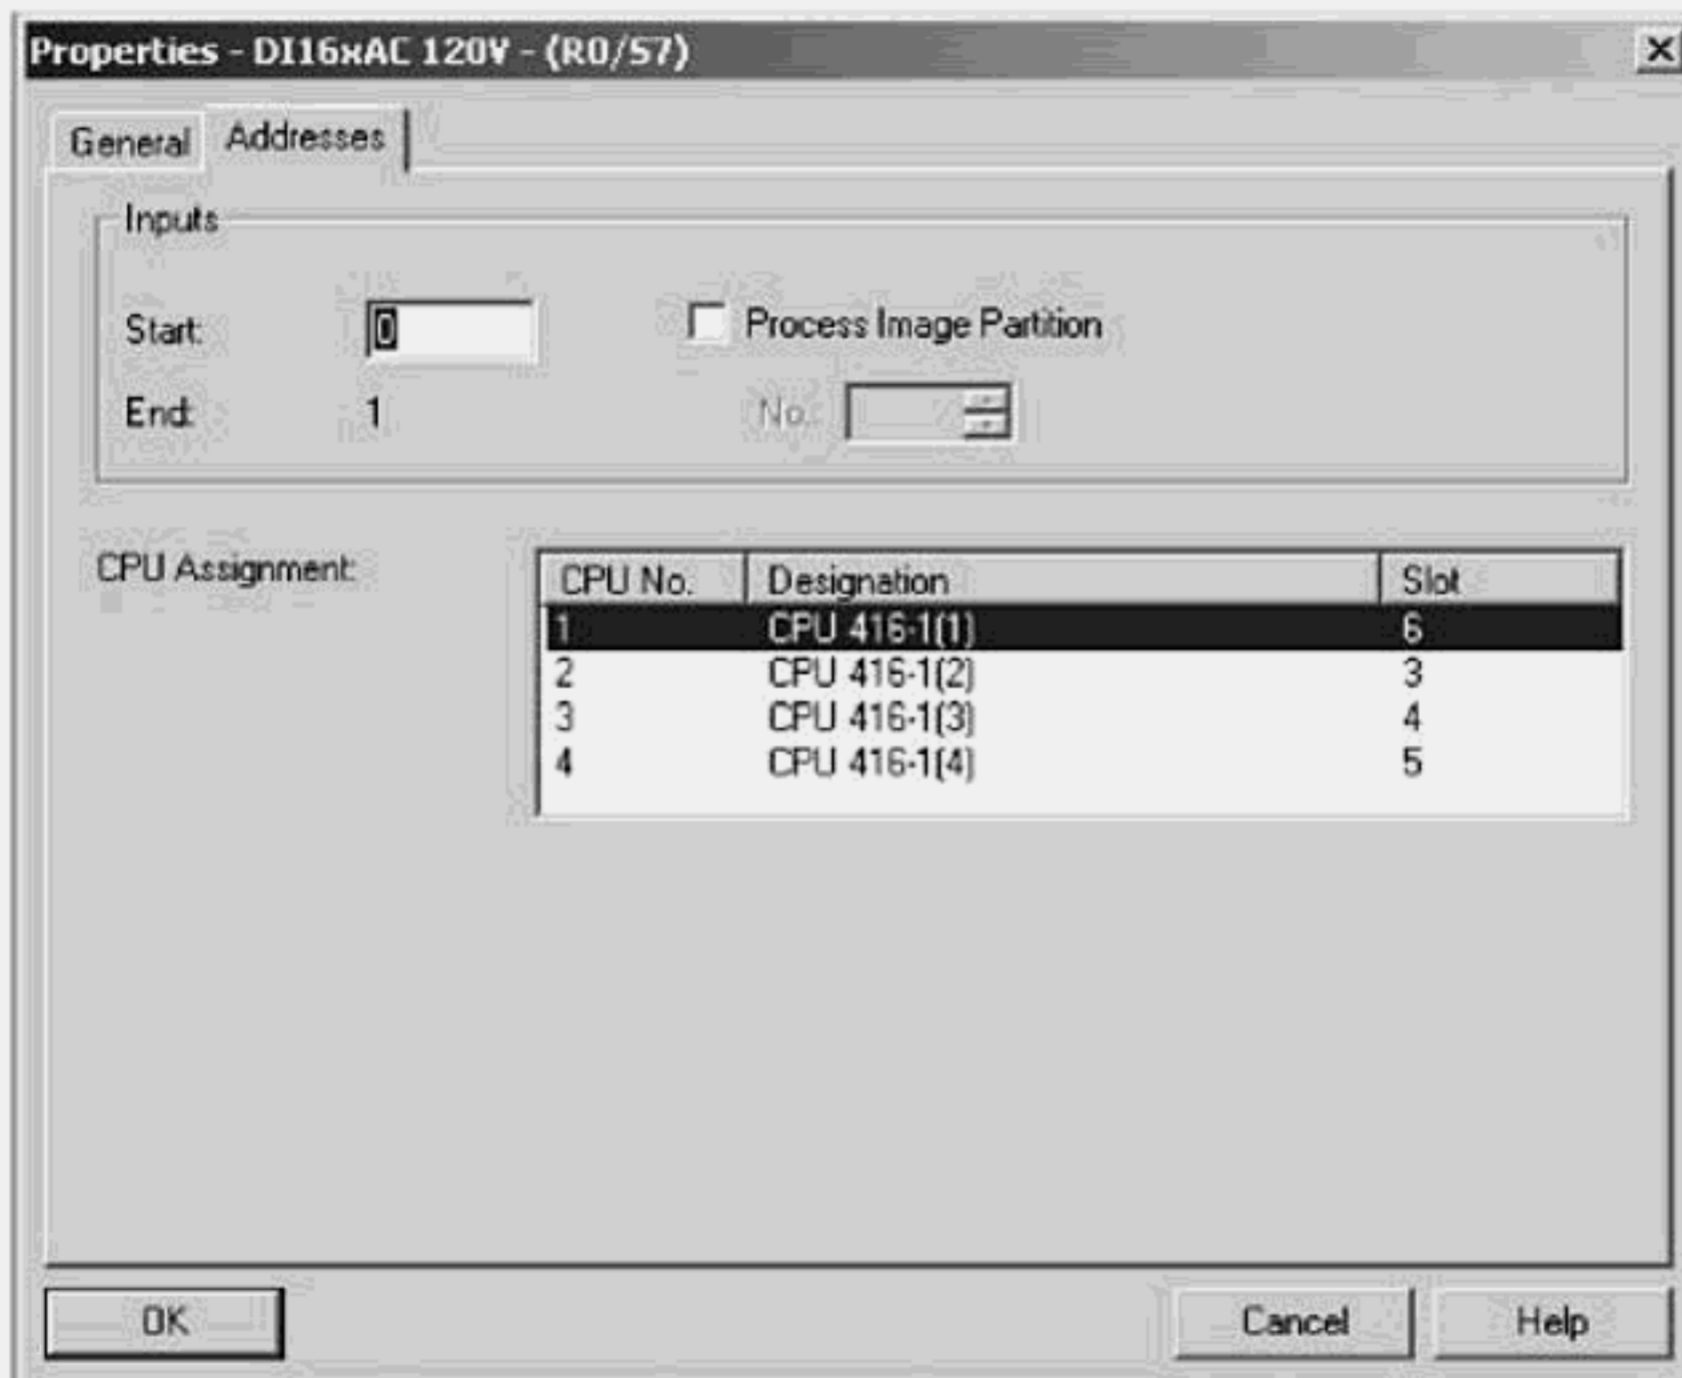 Properties - DI16xAC 120V - (R0/S7)
General Addresses
Inputs
Start: 0 Process Image Partition
End: 1 No.:
CPU Assignment:
CPU No. Designation Slot
1 CPU 416-1(1) 6
2 CPU 416-1(2) 3
3 CPU 416-1(3) 4
4 CPU 416-1(4) 5
OK Cancel Help